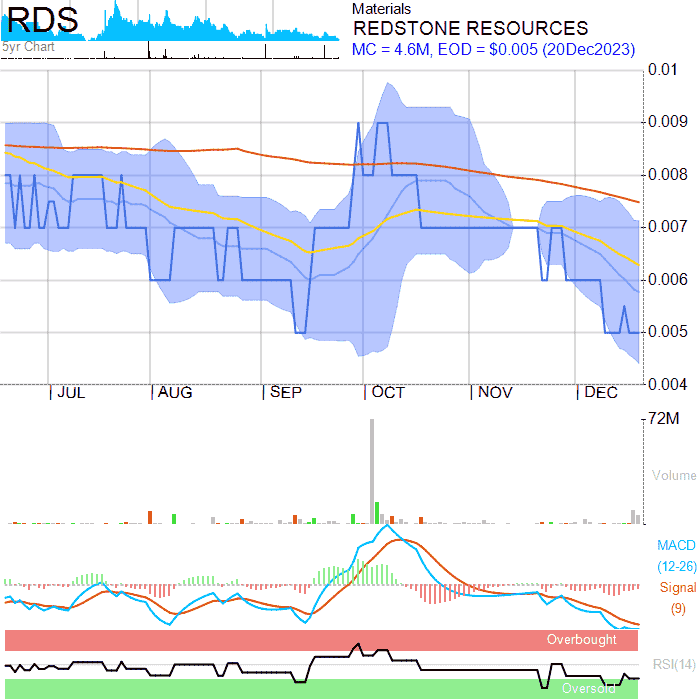 RDS
5yr Chart
Materials
REDSTONE RESOURCES
MC = 4.6M, EOD = $0.005 (20Dec2023)
0.01
0.009
0.008
0.007
0.006
0.005
0.004
JUL
AUG
SEP
OCT
NOV
DEC
72M
Volume
MACD
(12-26)
Signal
(9)
Overbought
RSI(14)
Oversold